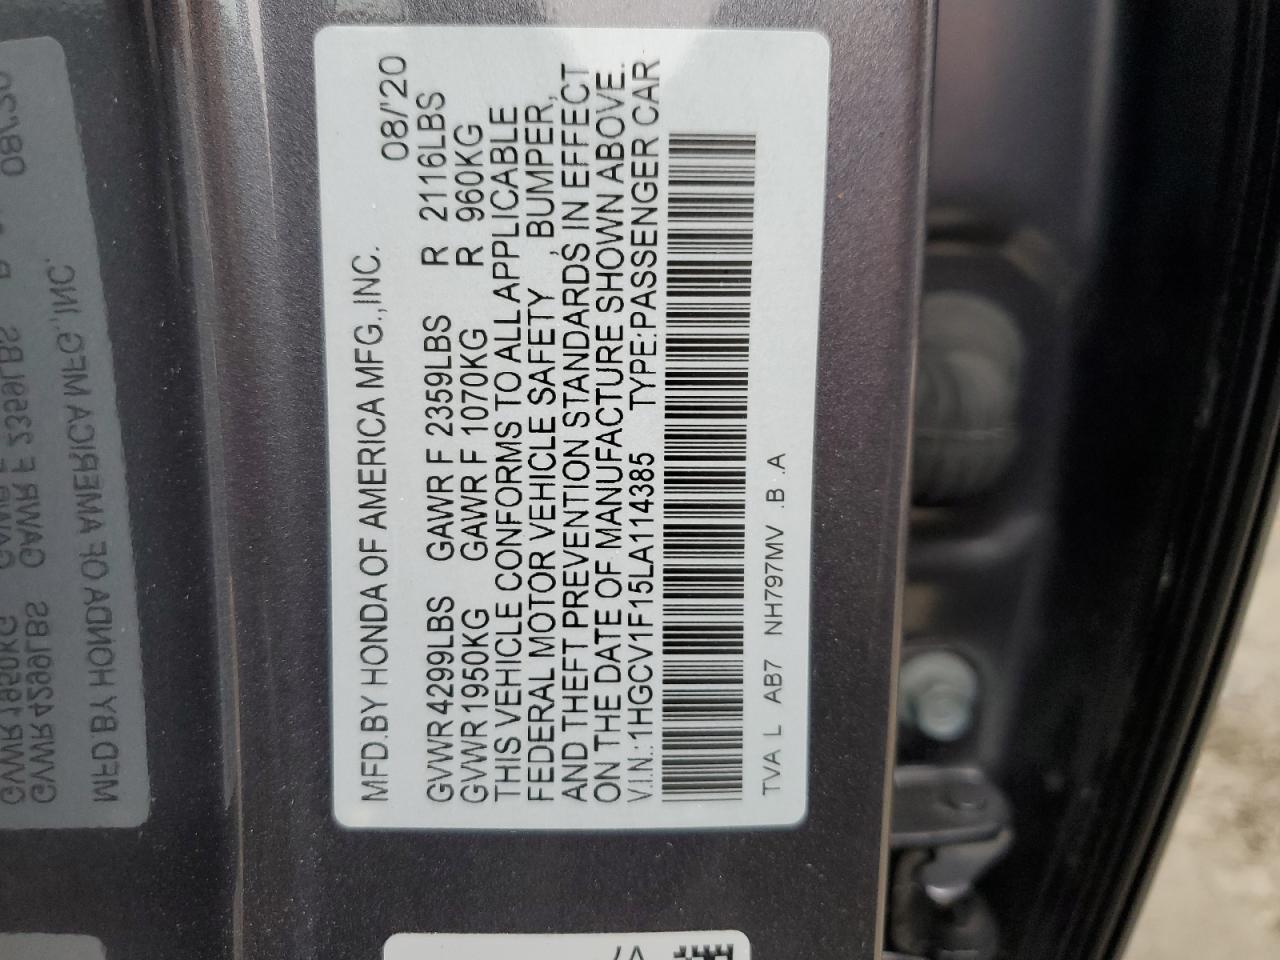 MFD.BY HONDA OF AMERICA MFG.,INC.
08/'20
GVWR 4299LBS GAWR F 2359LBS R 2116LBS
GVWR 1950KG GAWR F 1070KG R 960KG
THIS VEHICLE CONFORMS TO ALL APPLICABLE
FEDERAL MOTOR VEHICLE SAFETY, BUMPER,
AND THEFT PREVENTION STANDARDS IN EFFECT
ON THE DATE OF MANUFACTURE SHOWN ABOVE.
V.I.N.:1HGCV1F15LA114385 TYPE:PASSENGER CAR
TVA L AB7 NH797MV .B .A